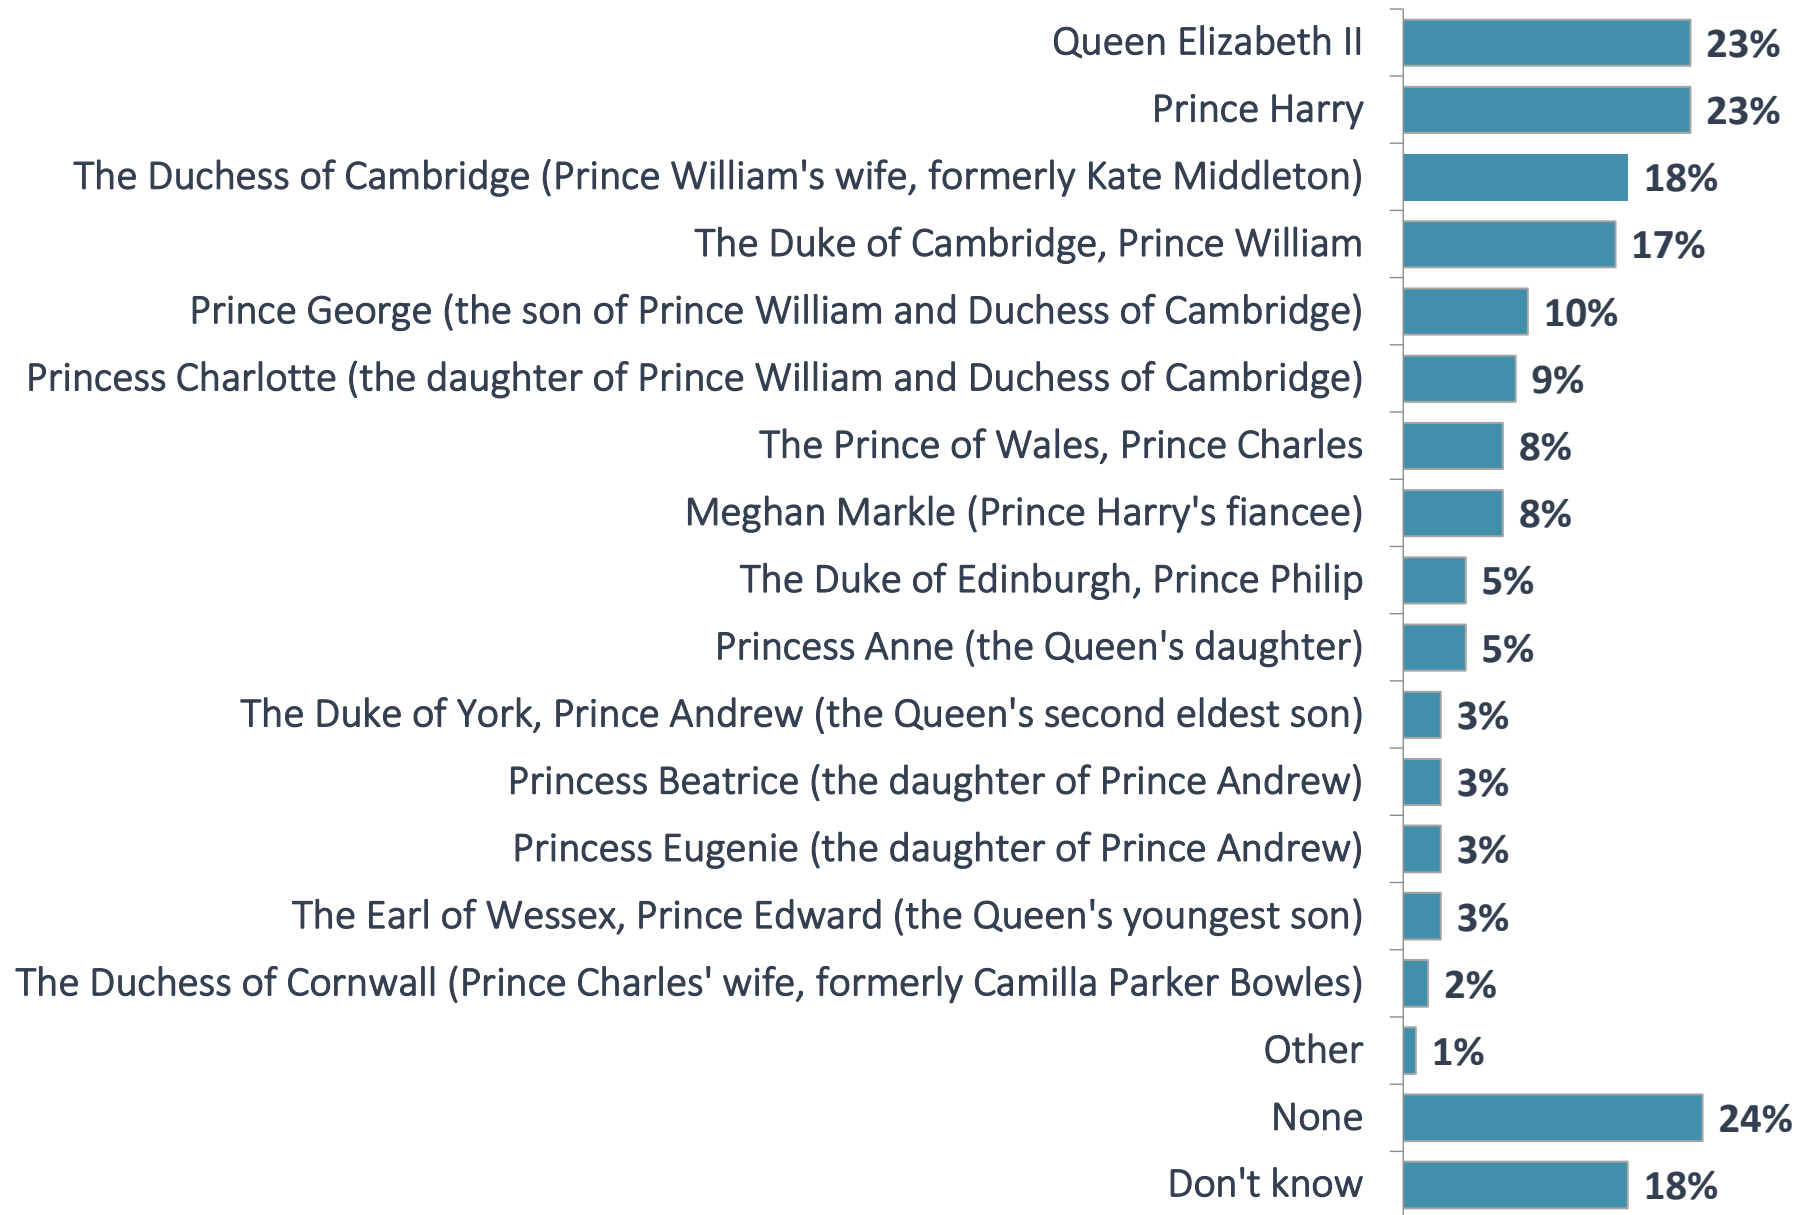 Queen Elizabeth II 23%
Prince Harry 23%
The Duchess of Cambridge (Prince William's wife, formerly Kate Middleton) 18%
The Duke of Cambridge, Prince William 17%
Prince George (the son of Prince William and Duchess of Cambridge) 10%
Princess Charlotte (the daughter of Prince William and Duchess of Cambridge) 9%
The Prince of Wales, Prince Charles 8%
Meghan Markle (Prince Harry's fiancee) 8%
The Duke of Edinburgh, Prince Philip 5%
Princess Anne (the Queen's daughter) 5%
The Duke of York, Prince Andrew (the Queen's second eldest son) 3%
Princess Beatrice (the daughter of Prince Andrew) 3%
Princess Eugenie (the daughter of Prince Andrew) 3%
The Earl of Wessex, Prince Edward (the Queen's youngest son) 3%
The Duchess of Cornwall (Prince Charles' wife, formerly Camilla Parker Bowles) 2%
Other 1%
None 24%
Don't know 18%